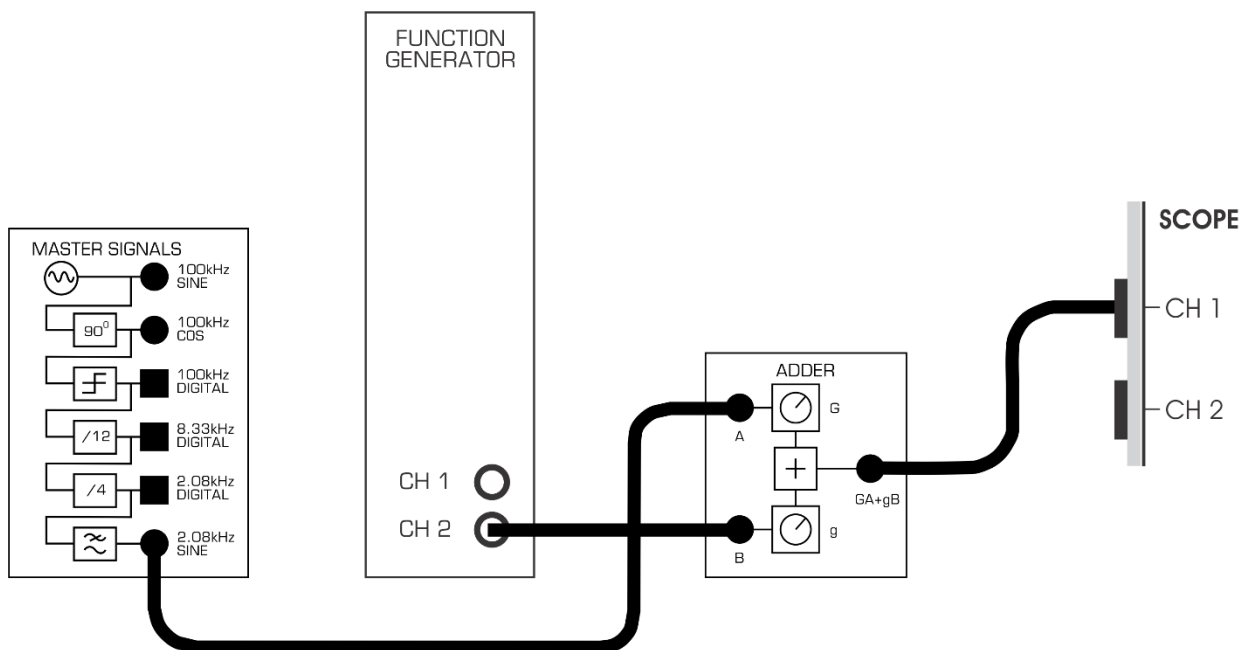 FUNCTION
GENERATOR
CH 1
CH 2
MASTER SIGNALS
100kHz
SINE
90⁰
100kHz
COS
100kHz
DIGITAL
/12
8.33kHz
DIGITAL
/4
2.08kHz
DIGITAL
2.08kHz
SINE
ADDER
A
G
+
GA+gB
B
g
SCOPE
CH 1
CH 2